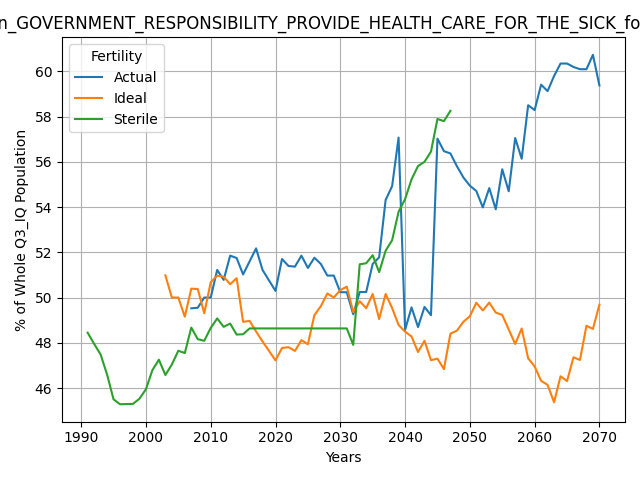 n_GOVERNMENT_RESPONSIBILITY_PROVIDE_HEALTH_CARE_FOR_THE_SICK_fo
Fertility
Actual
Ideal
Sterile
% of Whole Q3_IQ Population
60
58
56
54
52
50
48
46
1990 2000 2010 2020 2030 2040 2050 2060 2070
Years